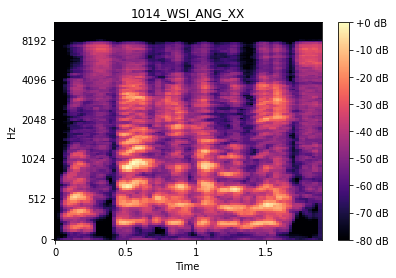 1014_WSI_ANG_XX
8192
4096
2048
1024
512
0
Hz
0
0.5
1
1.5
Time
+0 dB
-10 dB
-20 dB
-30 dB
-40 dB
-50 dB
-60 dB
-70 dB
-80 dB